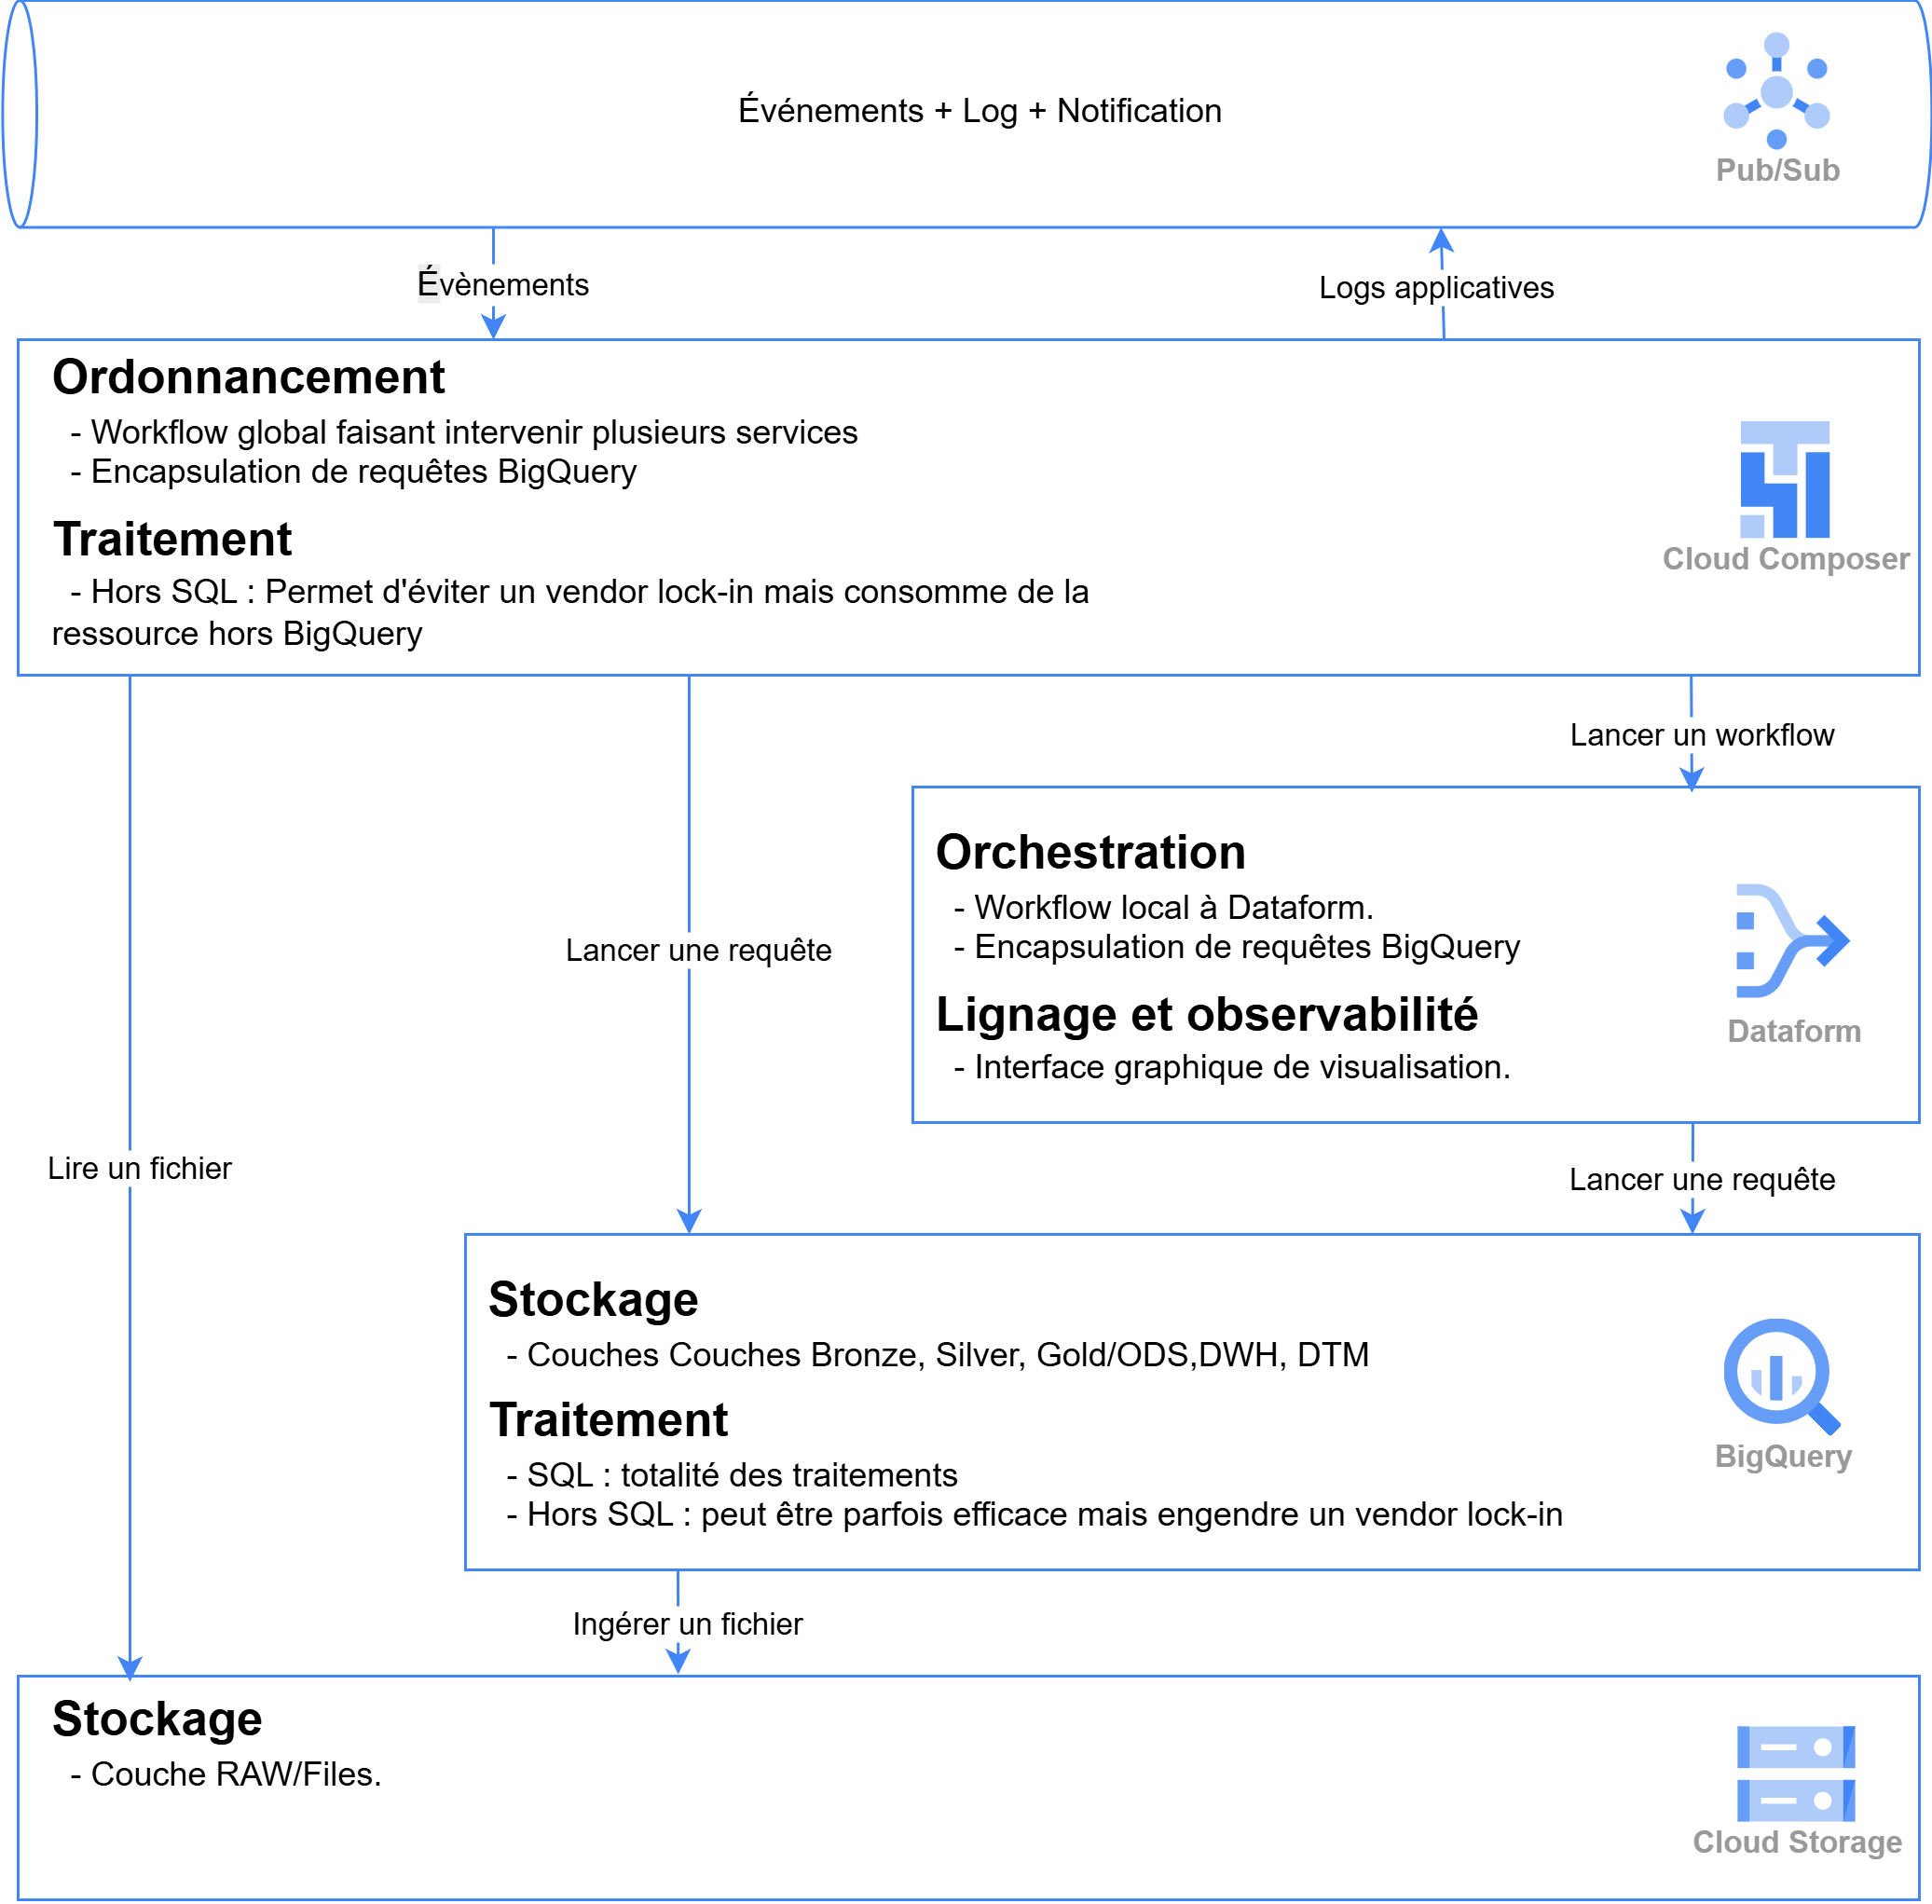 Événements + Log + Notification
Pub/Sub
Évènements
Logs applicatives
Ordonnancement
- Workflow global faisant intervenir plusieurs services
- Encapsulation de requêtes BigQuery
Traitement
- Hors SQL : Permet d'éviter un vendor lock-in mais consomme de la
ressource hors BigQuery
Cloud Composer
Lancer un workflow
Orchestration
- Workflow local à Dataform.
- Encapsulation de requêtes BigQuery
Lignage et observabilité
- Interface graphique de visualisation.
Dataform
Lancer une requête
Lire un fichier
Lancer une requête
Stockage
- Couches Couches Bronze, Silver, Gold/ODS,DWH, DTM
Traitement
- SQL : totalité des traitements
- Hors SQL : peut être parfois efficace mais engendre un vendor lock-in
BigQuery
Ingérer un fichier
Stockage
- Couche RAW/Files.
Cloud Storage